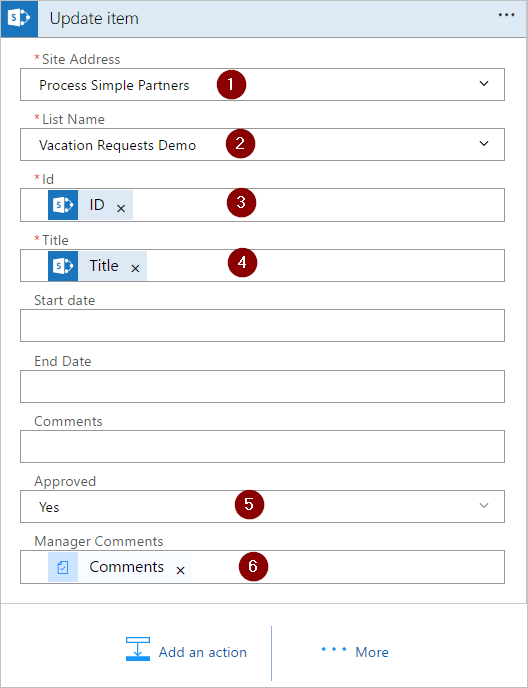 Update item
* Site Address
Process Simple Partners 1
* List Name
Vacation Requests Demo 2
* Id
ID × 3
* Title
Title × 4
Start date
End Date
Comments
Approved
Yes 5
Manager Comments
Comments × 6
Add an action
More